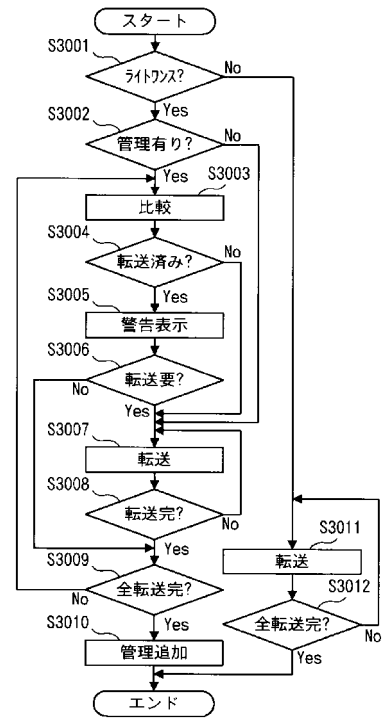 スタート
S3001
ライトワンス?
No
Yes
S3002
管理有り?
No
Yes
S3003
比較
S3004
転送済み?
No
Yes
S3005
警告表示
S3006
転送要?
No
Yes
S3007
転送
S3008
転送完?
No
Yes
S3009
全転送完?
No
Yes
S3010
管理追加
S3011
転送
S3012
全転送完?
No
Yes
エンド